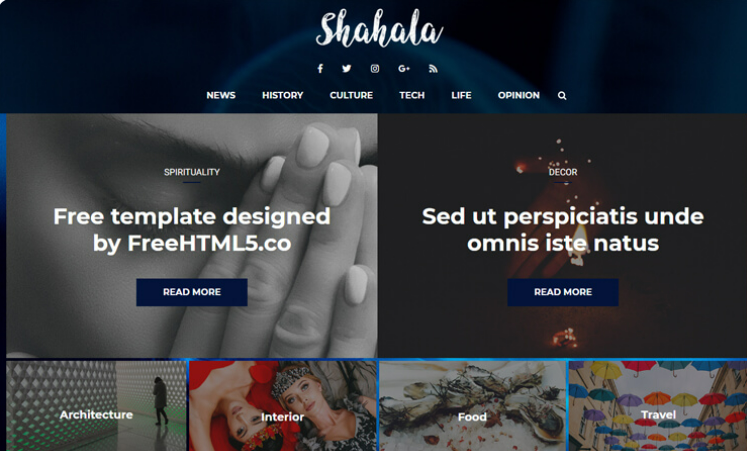 Shahala
NEWS HISTORY CULTURE TECH LIFE OPINION
SPIRITUALITY
Free template designed
by FreeHTML5.co
READ MORE
DECOR
Sed ut perspiciatis unde
omnis iste natus
READ MORE
Architecture
Interior
Food
Travel